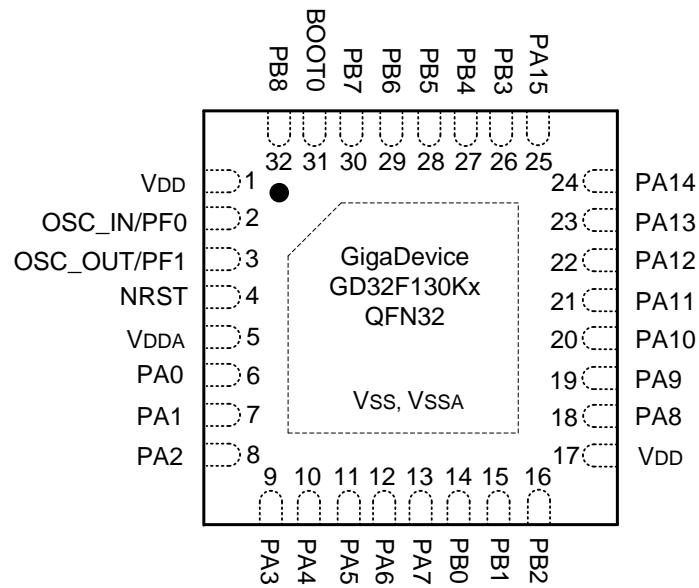 PB8
BOOT0
PB7
PB6
PB5
PB4
PB3
PA15
32 31 30 29 28 27 26 25
VDD 1
OSC_IN/PF0 2
OSC_OUT/PF1 3
NRST 4
VDDA 5
PA0 6
PA1 7
PA2 8
GigaDevice
GD32F130Kx
QFN32
VSS, VSSA
24 PA14
23 PA13
22 PA12
21 PA11
20 PA10
19 PA9
18 PA8
17 VDD
9 10 11 12 13 14 15 16
PA3
PA4
PA5
PA6
PA7
PB0
PB1
PB2